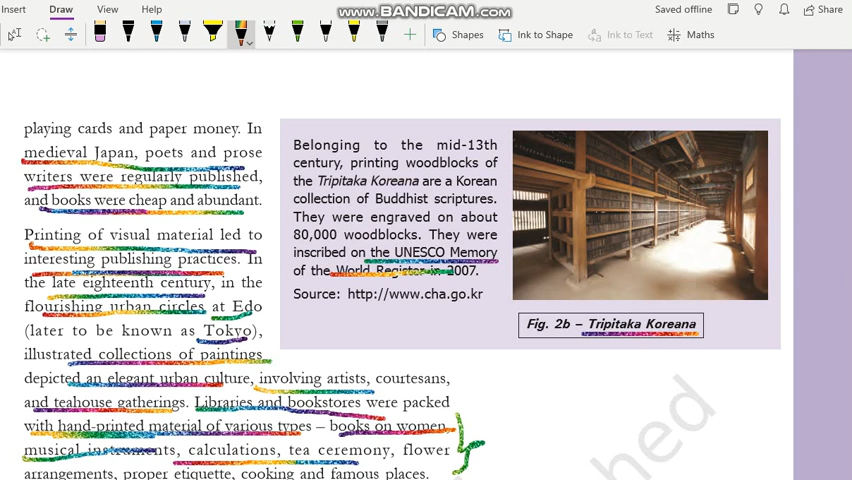 Insert
Draw
View
Help
www.BANDICAM.com
Saved offline
Share
Shapes
Ink to Shape
Ink to Text
Maths
playing cards and paper money. In
medieval Japan, poets and prose
writers were regularly published,
and books were cheap and abundant.
Printing of visual material led to
interesting publishing practices. In
the late eighteenth century, in the
flourishing urban circles at Edo
(later to be known as Tokyo),
illustrated collections of paintings
depicted an elegant urban culture, involving artists, courtesans,
and teahouse gatherings. Libraries and bookstores were packed
with hand-printed material of various types – books on women,
musical instruments, calculations, tea ceremony, flower
arrangements, proper etiquette, cooking and famous places.
Belonging to the mid-13th
century, printing woodblocks of
the Tripitaka Koreana are a Korean
collection of Buddhist scriptures.
They were engraved on about
80,000 woodblocks. They were
inscribed on the UNESCO Memory
of the World Register in 2007.
Source: http://www.cha.go.kr
Fig. 2b – Tripitaka Koreana